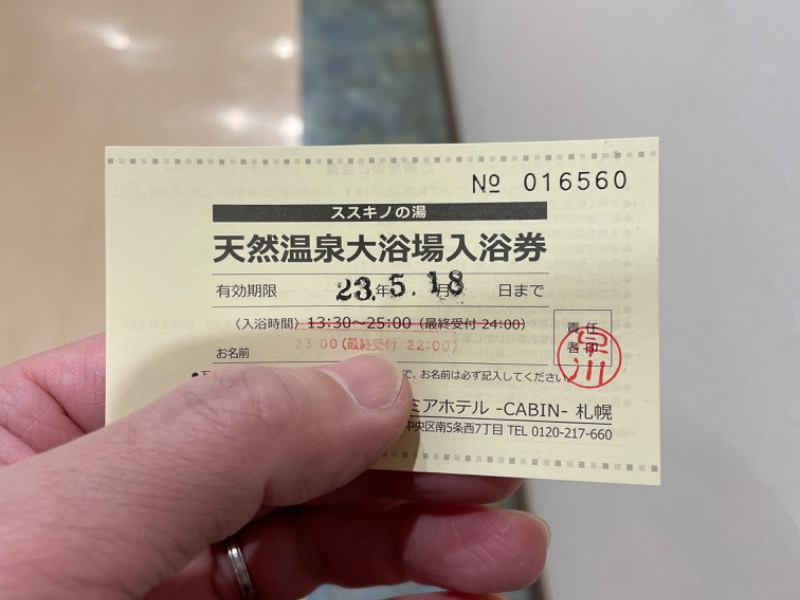 № 016560
ススキノの湯
天然温泉大浴場入浴券
有効期限 23.年5.月18日まで
〈入浴時間〉 13:30～25:00 (最終受付 24:00)
23:00 (最終受付 22:00)
責任者印
お名前
で、お名前は必ず記入してください
ミアホテル -CABIN- 札幌
中央区南5条西7丁目 TEL 0120-217-660